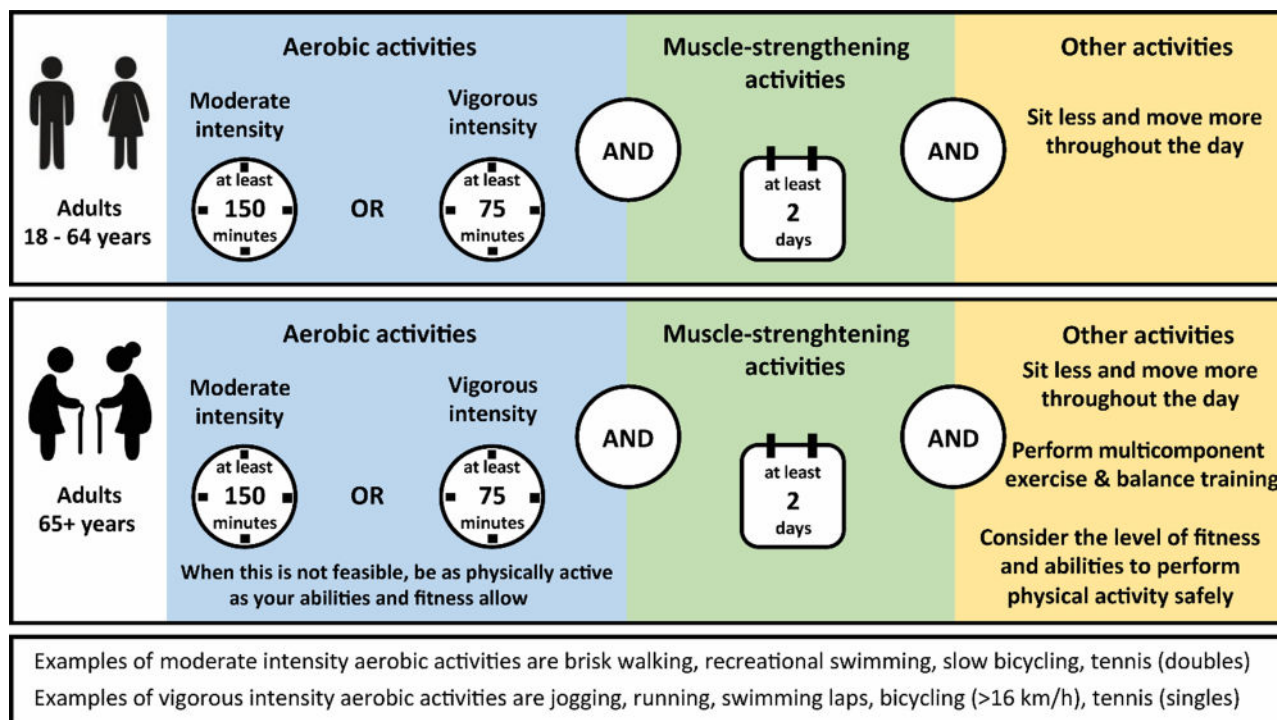 Aerobic activities
Moderate
intensity
at least
150
minutes
OR
Vigorous
intensity
at least
75
minutes
AND
Muscle-strengthening
activities
at least
2
days
AND
Other activities
Sit less and move more
throughout the day
Adults
18 - 64 years
Aerobic activities
Moderate
intensity
at least
150
minutes
OR
Vigorous
intensity
at least
75
minutes
When this is not feasible, be as physically active
as your abilities and fitness allow
AND
Muscle-strenghtening
activities
at least
2
days
AND
Other activities
Sit less and move more
throughout the day
Perform multicomponent
exercise & balance training
Consider the level of fitness
and abilities to perform
physical activity safely
Adults
65+ years
Examples of moderate intensity aerobic activities are brisk walking, recreational swimming, slow bicycling, tennis (doubles)
Examples of vigorous intensity aerobic activities are jogging, running, swimming laps, bicycling (>16 km/h), tennis (singles)